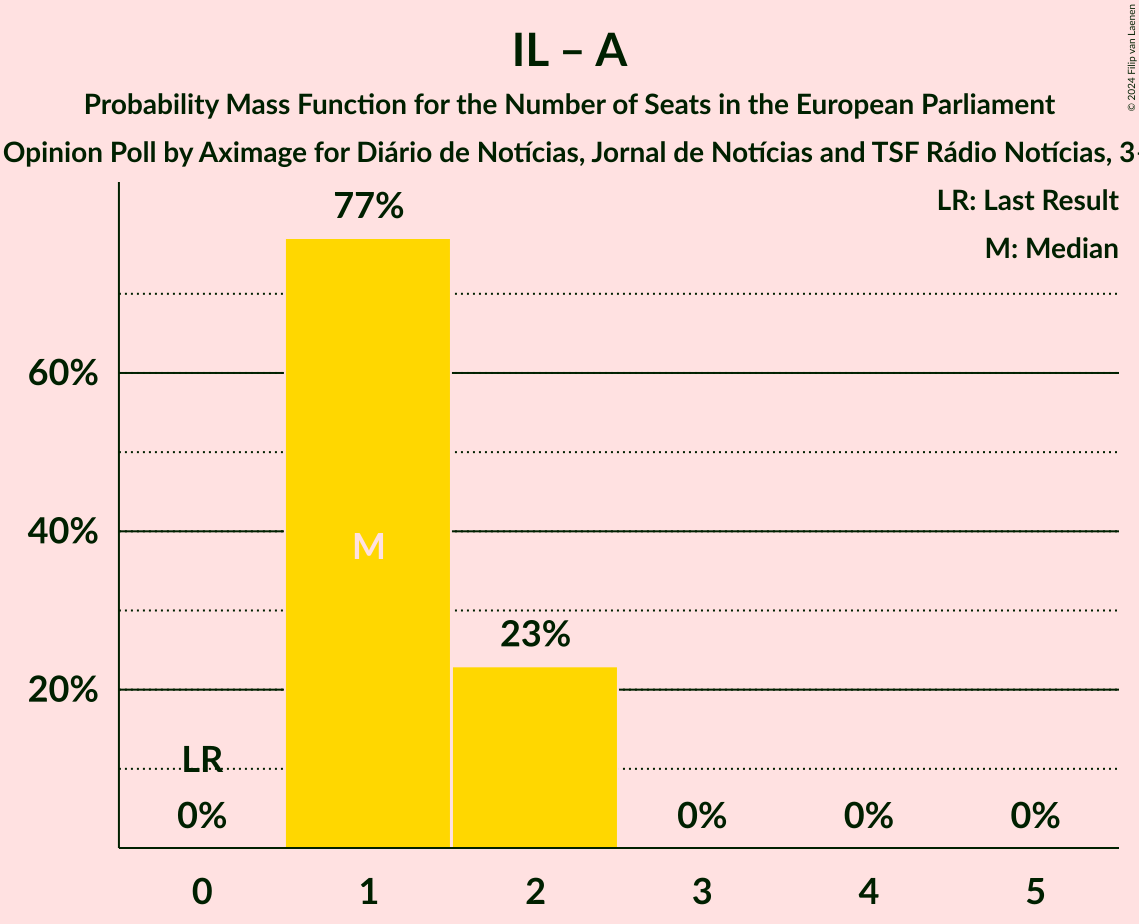 IL – A
Probability Mass Function for the Number of Seats in the European Parliament
Opinion Poll by Aximage for Diário de Notícias, Jornal de Notícias and TSF Rádio Notícias, 3-
© 2024 Filip van Laenen
LR: Last Result
M: Median
77%
60%
40%
M
23%
20%
LR
0%
0%
0%
0%
0
1
2
3
4
5